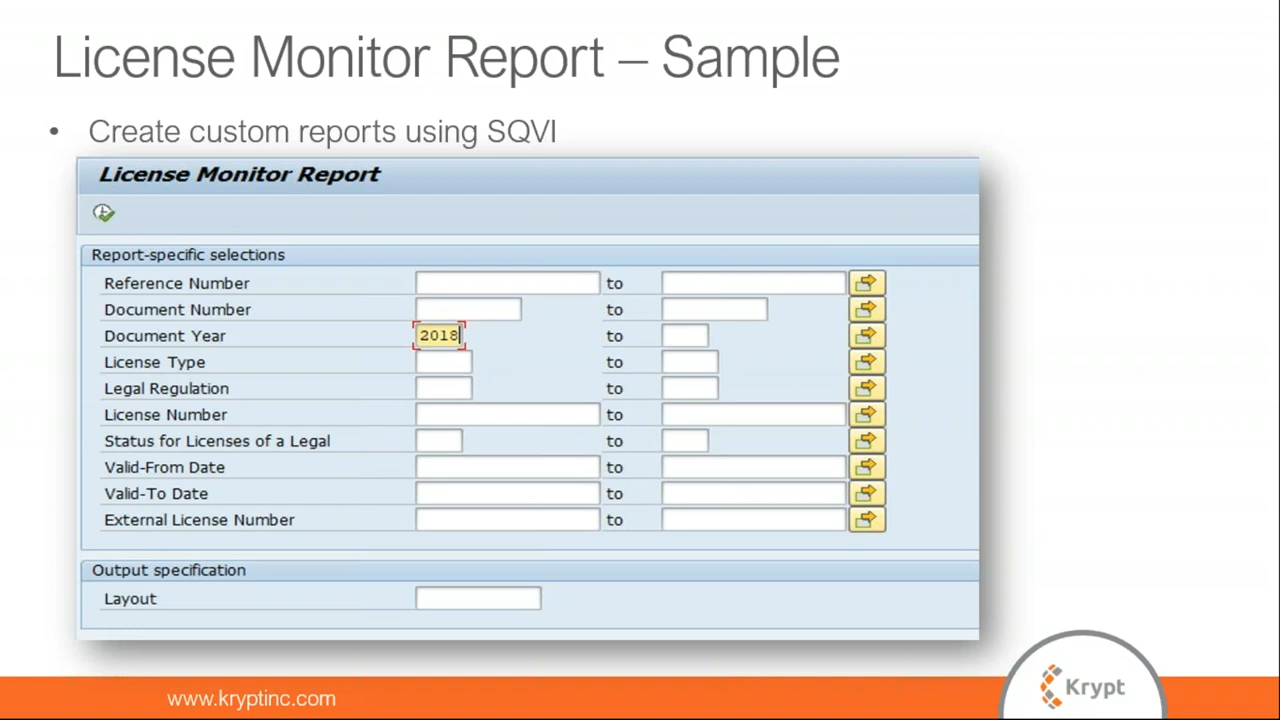 License Monitor Report – Sample
• Create custom reports using SQVI
License Monitor Report
Report-specific selections
Reference Number to
Document Number to
Document Year 2018 to
License Type to
Legal Regulation to
License Number to
Status for Licenses of a Legal to
Valid-From Date to
Valid-To Date to
External License Number to
Output specification
Layout
www.kryptinc.com
Krypt